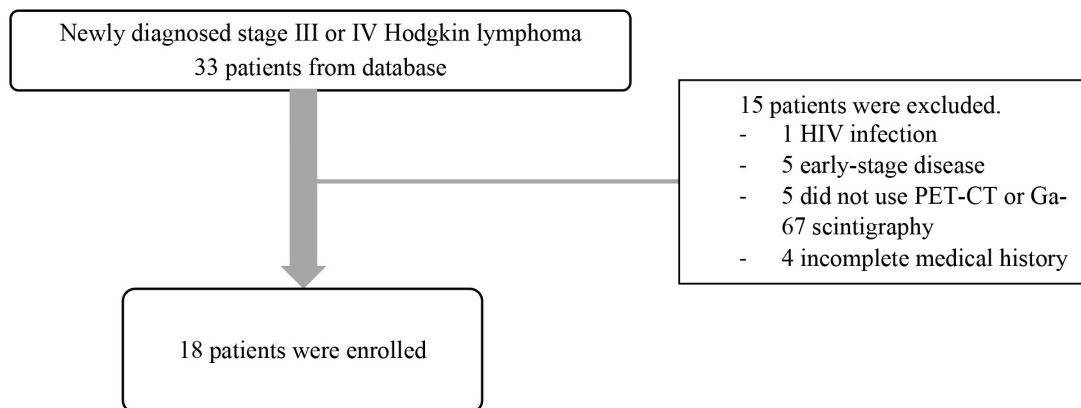 Newly diagnosed stage III or IV Hodgkin lymphoma
33 patients from database
15 patients were excluded.
- 1 HIV infection
- 5 early-stage disease
- 5 did not use PET-CT or Ga-
67 scintigraphy
- 4 incomplete medical history
18 patients were enrolled